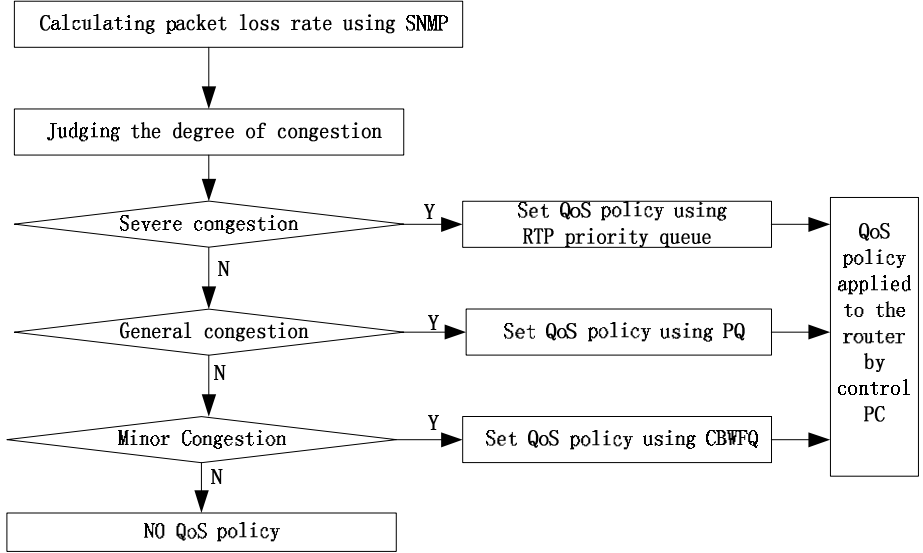 Calculating packet loss rate using SNMP
Judging the degree of congestion
Severe congestion
Y
Set QoS policy using
RTP priority queue
N
General congestion
Y
Set QoS policy using PQ
N
Minor Congestion
Y
Set QoS policy using CBWFQ
N
NO QoS policy
QoS
policy
applied
to the
router
by
control
PC